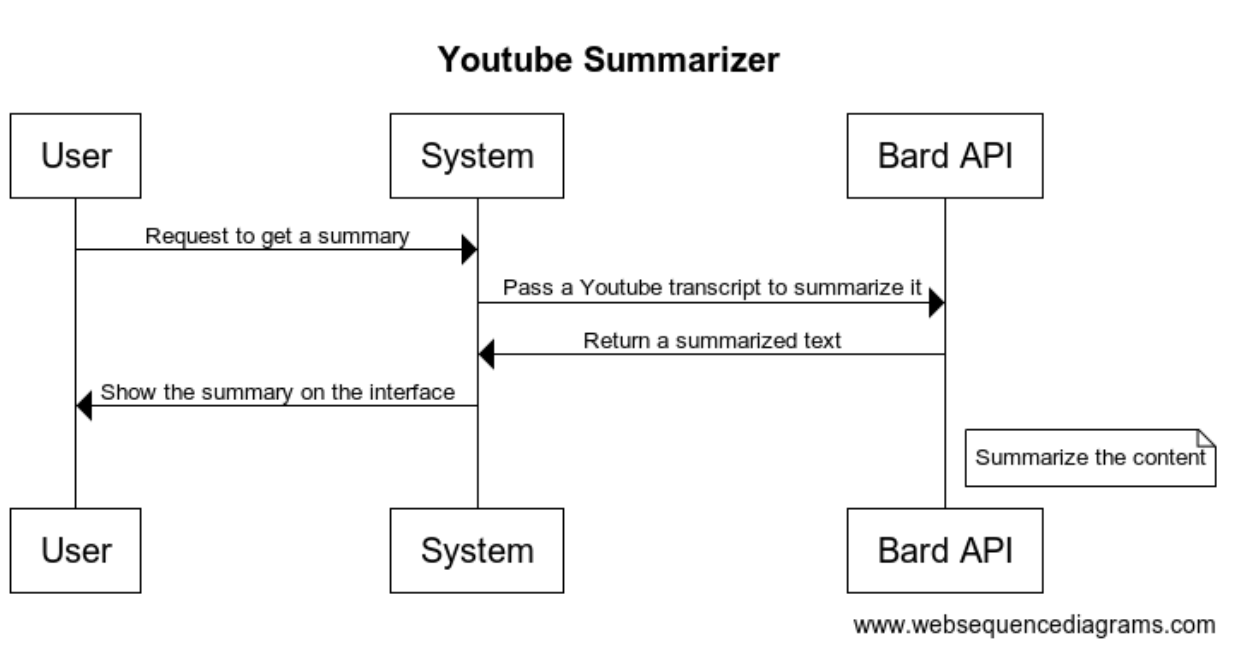 Youtube Summarizer
User
System
Bard API
Request to get a summary
Pass a Youtube transcript to summarize it
Return a summarized text
Show the summary on the interface
Summarize the content
User
System
Bard API
www.websequencediagrams.com